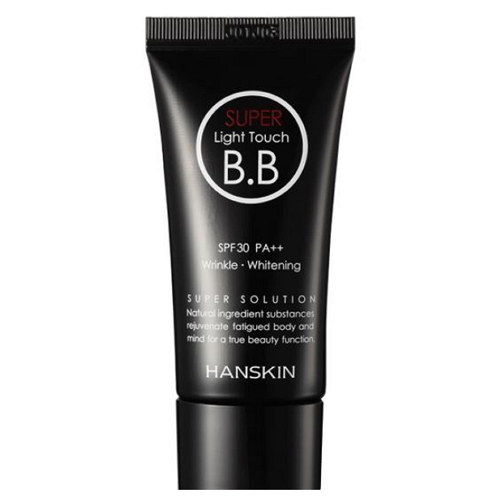 SUPER
Light Touch
B.B
SPF30 PA++
Wrinkle · Whitening
SUPER SOLUTION
Natural ingredient substances
rejuvenate fatigued body and
mind for a true beauty function.
HANSKIN